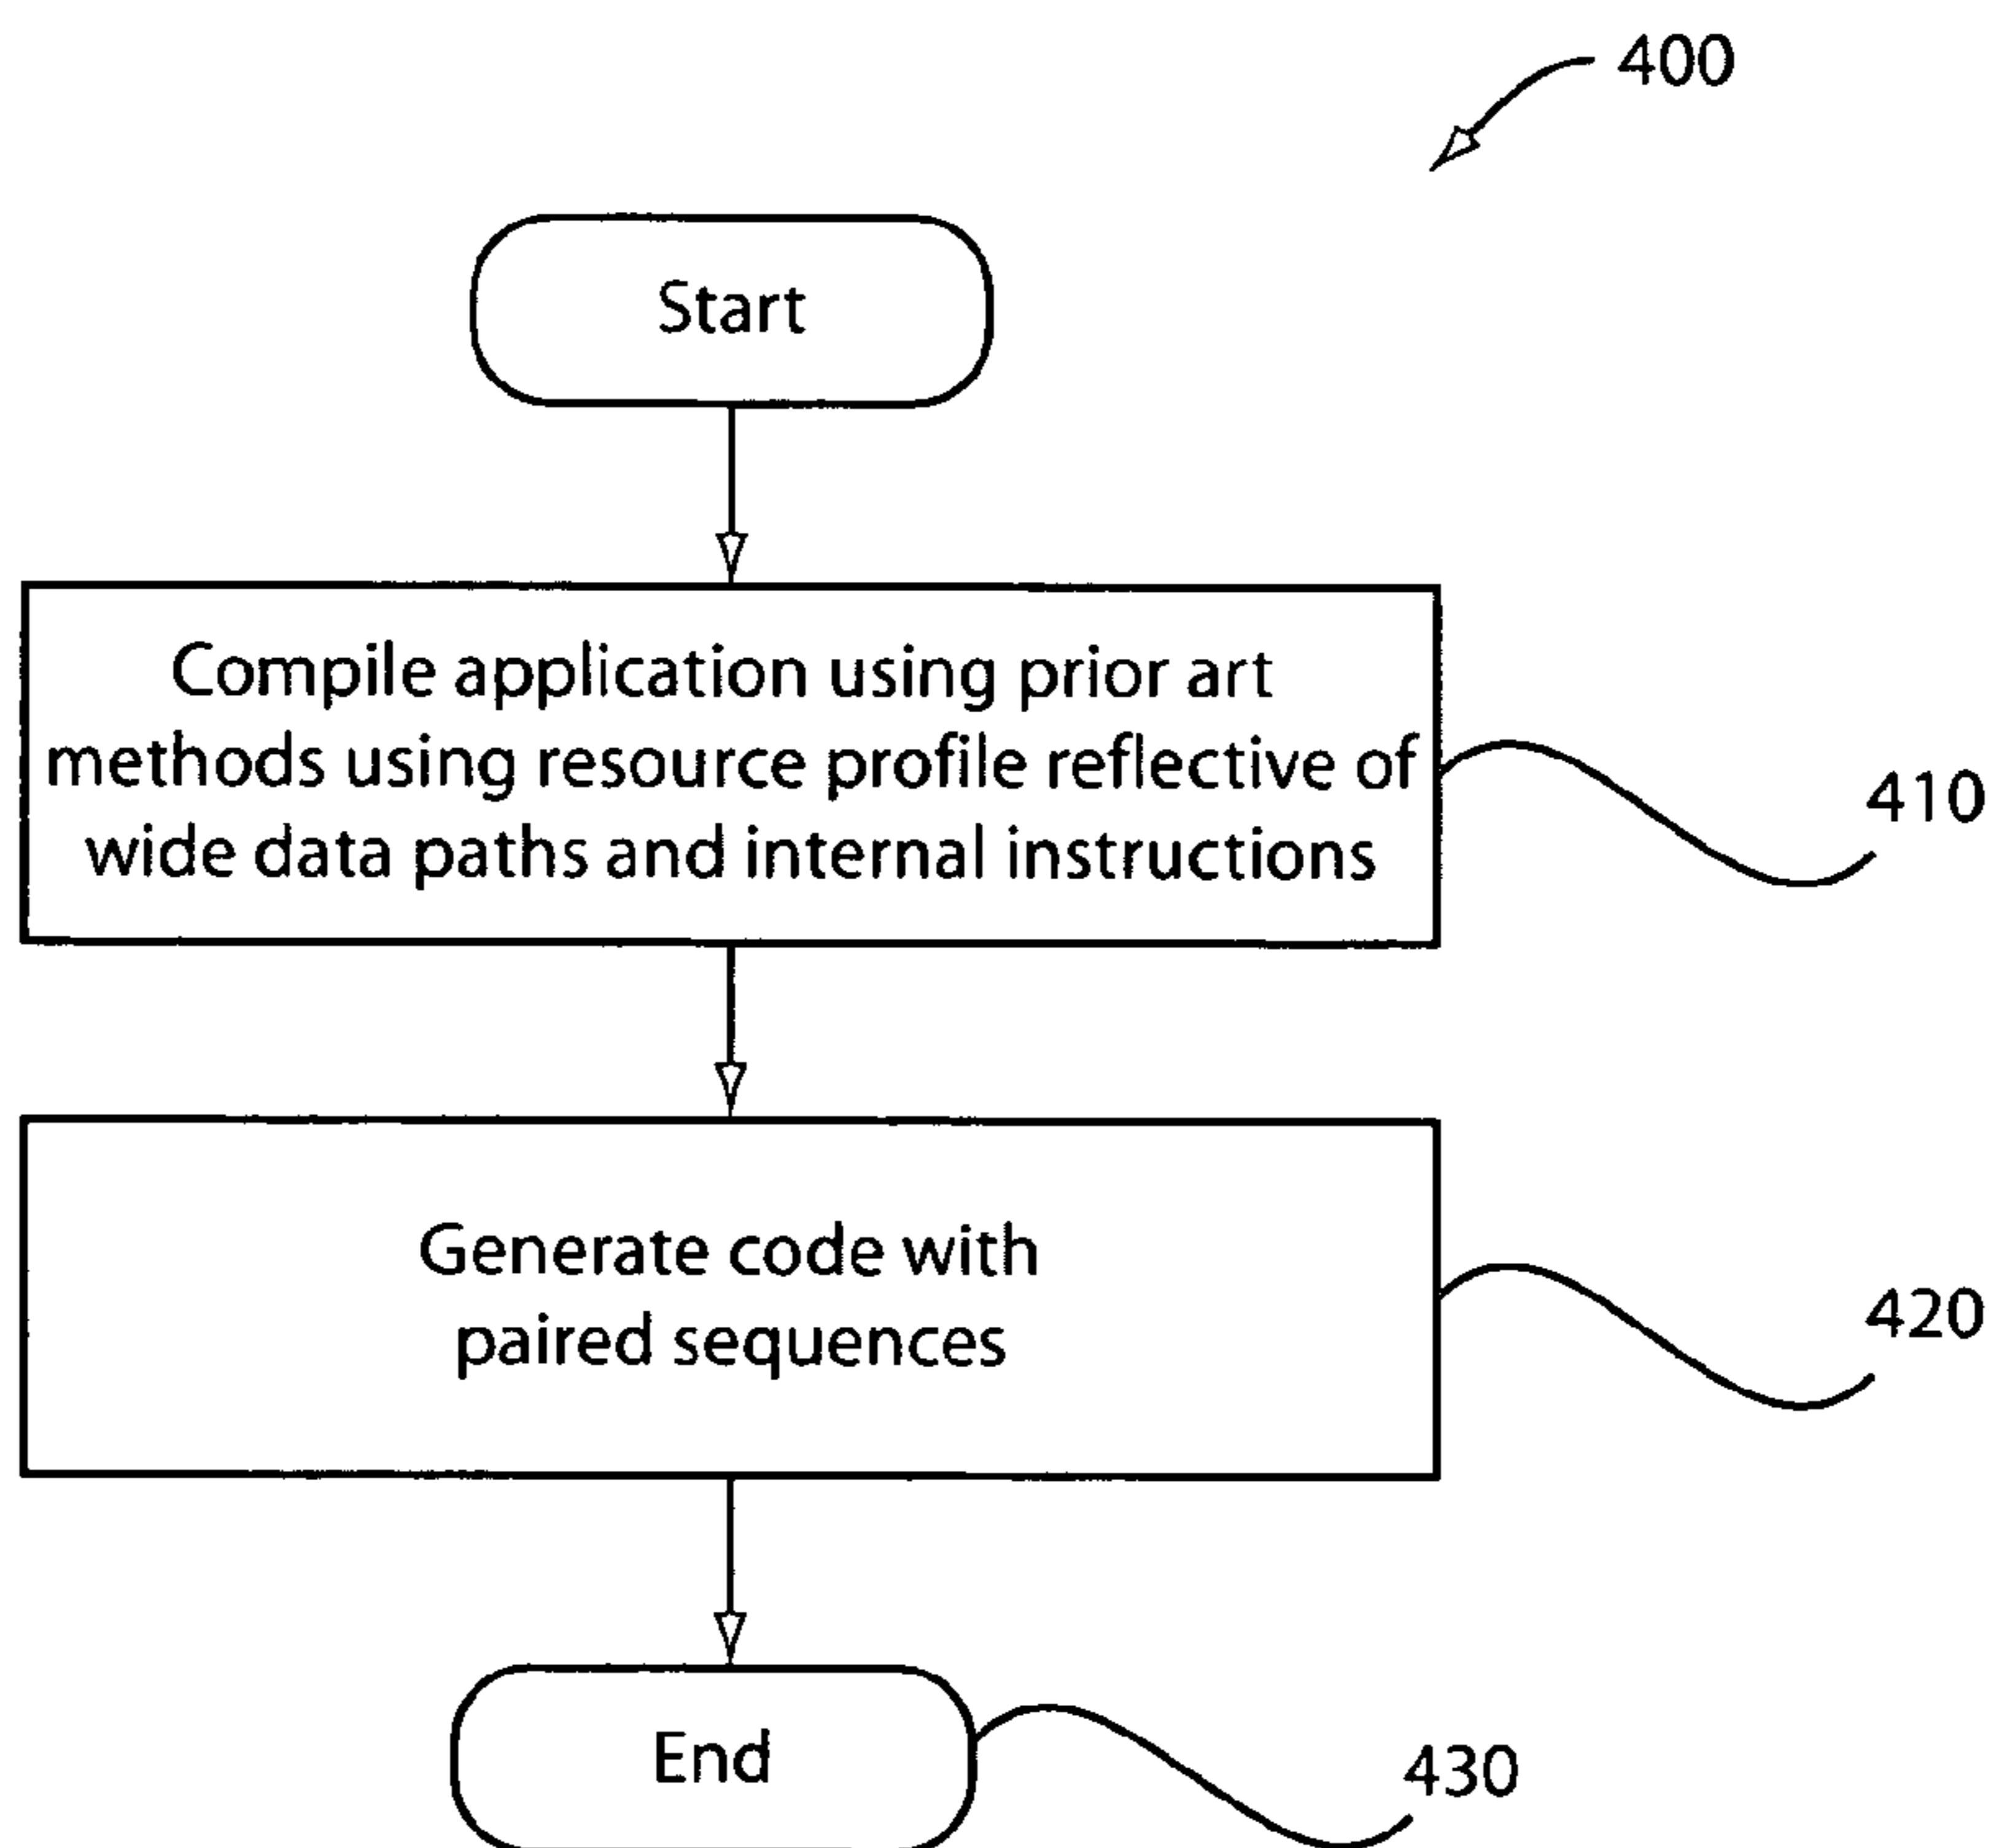 400
Start
Compile application using prior art
methods using resource profile reflective of
wide data paths and internal instructions
410
Generate code with
paired sequences
420
End
430